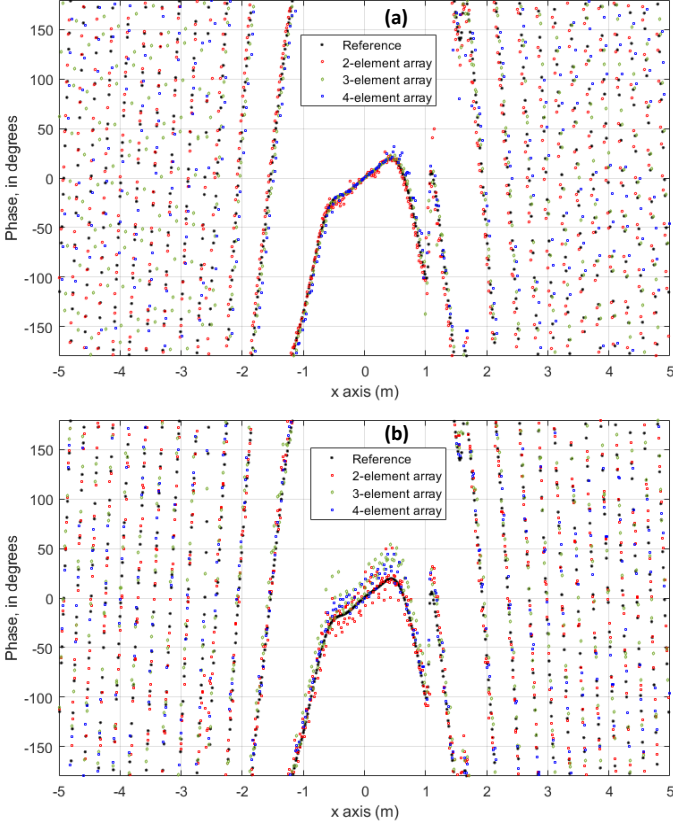 (a)
Reference
2-element array
3-element array
4-element array
Phase, in degrees
150
100
50
0
-50
-100
-150
-5 -4 -3 -2 -1 0 1 2 3 4 5
x axis (m)
(b)
Reference
2-element array
3-element array
4-element array
Phase, in degrees
150
100
50
0
-50
-100
-150
-5 -4 -3 -2 -1 0 1 2 3 4 5
x axis (m)